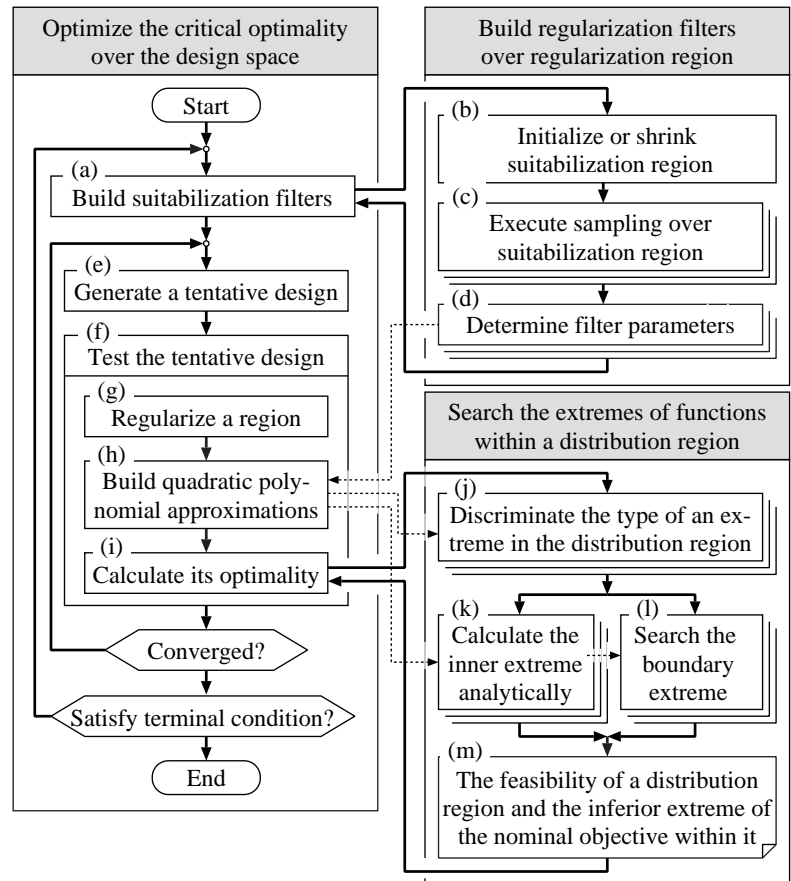 Optimize the critical optimality
over the design space
Start
(a)
Build suitabilization filters
(e)
Generate a tentative design
(f)
Test the tentative design
(g)
Regularize a region
(h)
Build quadratic poly-
nomial approximations
(i)
Calculate its optimality
Converged?
Satisfy terminal condition?
End
Build regularization filters
over regularization region
(b)
Initialize or shrink
suitabilization region
(c)
Execute sampling over
suitabilization region
(d)
Determine filter parameters
Search the extremes of functions
within a distribution region
(j)
Discriminate the type of an ex-
treme in the distribution region
(k)
Calculate the
inner extreme
analytically
(l)
Search the
boundary
extreme
(m)
The feasibility of a distribution
region and the inferior extreme of
the nominal objective within it